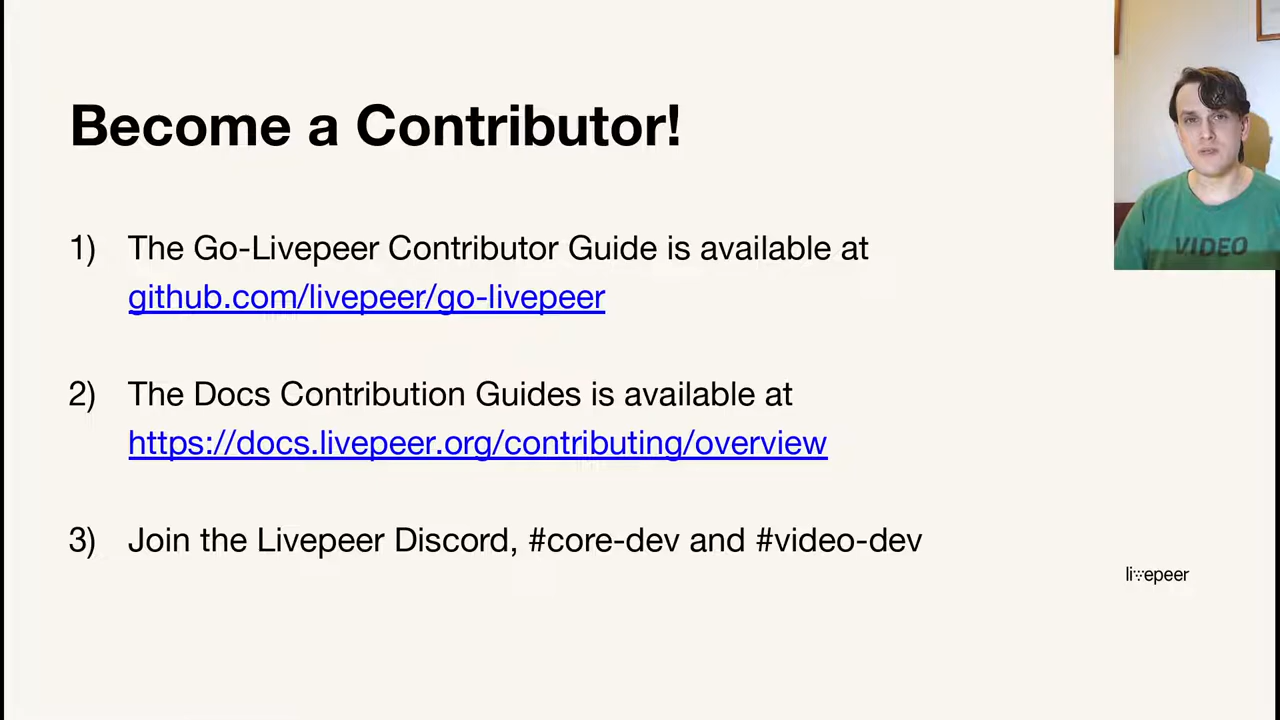 Become a Contributor!
1) The Go-Livepeer Contributor Guide is available at
github.com/livepeer/go-livepeer
2) The Docs Contribution Guides is available at
https://docs.livepeer.org/contributing/overview
3) Join the Livepeer Discord, #core-dev and #video-dev
livepeer
VIDEO